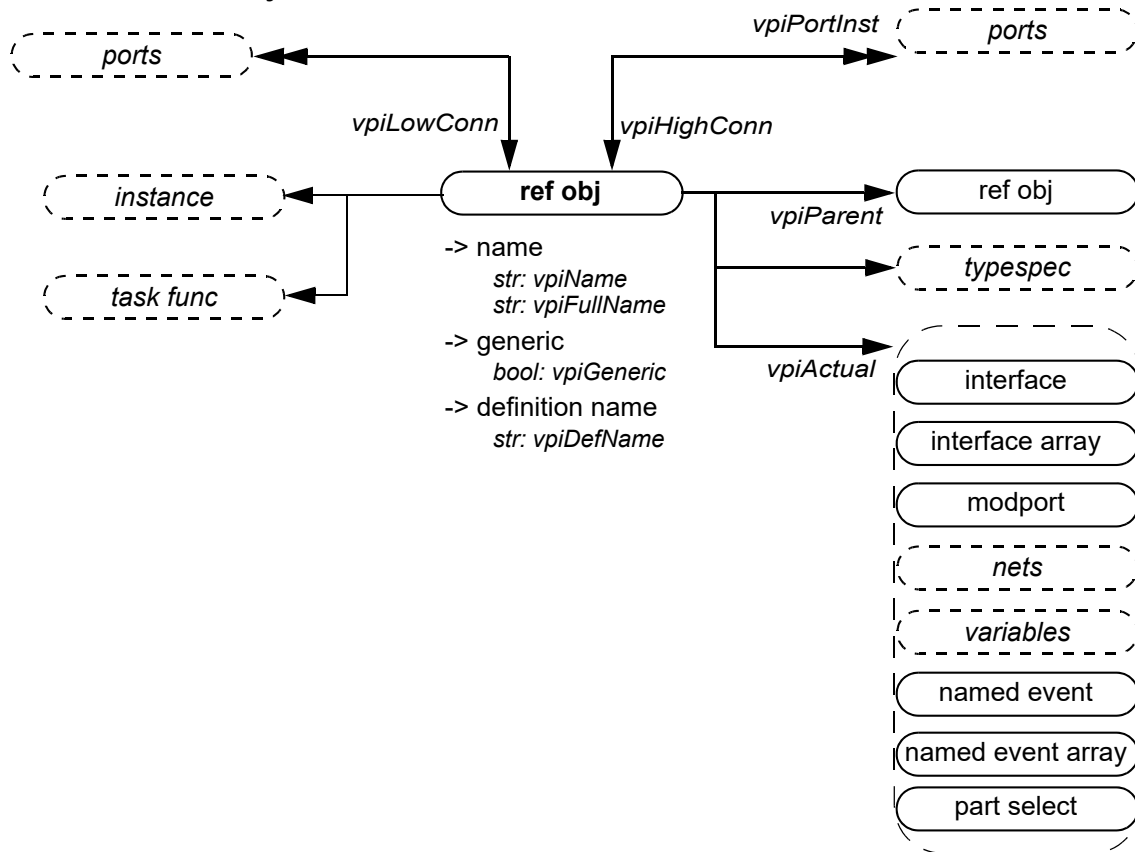 vpiPortInst
ports
ports
vpiLowConn
vpiHighConn
instance
ref obj
ref obj
vpiParent
-> name
str: vpiName
str: vpiFullName
typespec
task func
-> generic
bool: vpiGeneric
vpiActual
-> definition name
str: vpiDefName
interface
interface array
modport
nets
variables
named event
named event array
part select